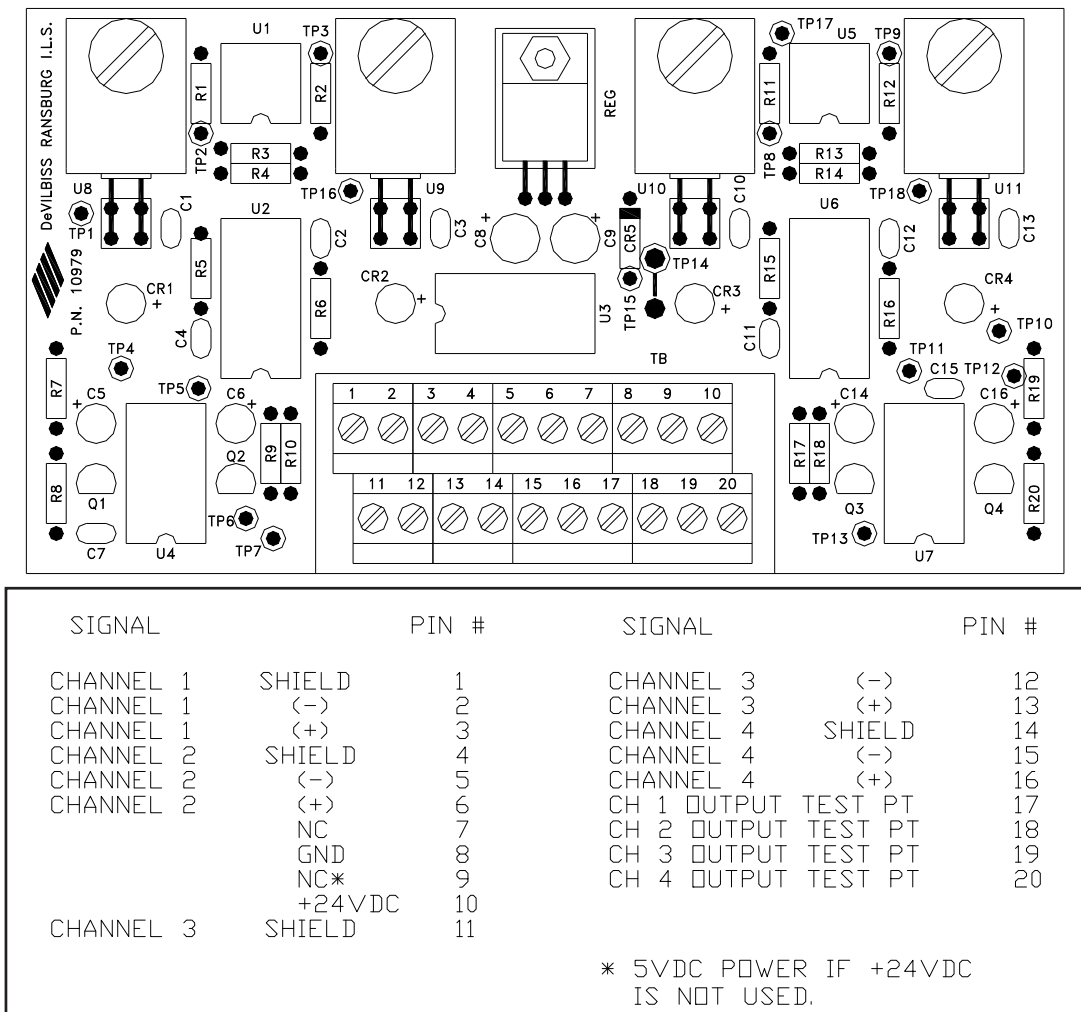 DeVILBISS RANSBURG I.L.S.
P.N. 10979
U1
TP3
TP17
U5
TP9
R1
R2
REG
R11
R12
TP2
R3
R4
TP8
R13
R14
U8
TP16
U9
U10
C10
TP18
U11
TP1
C1
U2
C2
C3
C8
C9
CR5
U6
C12
C13
R5
TP14
R15
CR1
R6
CR2
U3
TP15
CR3
R16
CR4
C4
C11
TP10
TP4
TB
TP11
TP12
R7
TP5
C15
R19
C5
C6
C14
C16
1 2 3 4 5 6 7 8 9 10
R9
R10
R17
R18
R8
Q1
Q2
Q3
Q4
R20
11 12 13 14 15 16 17 18 19 20
TP6
TP7
TP13
C7
U4
U7
SIGNAL PIN #
CHANNEL 1 SHIELD 1
CHANNEL 1 (-) 2
CHANNEL 1 (+) 3
CHANNEL 2 SHIELD 4
CHANNEL 2 (-) 5
CHANNEL 2 (+) 6
NC 7
GND 8
NC* 9
+24VDC 10
CHANNEL 3 SHIELD 11
SIGNAL PIN #
CHANNEL 3 (-) 12
CHANNEL 3 (+) 13
CHANNEL 4 SHIELD 14
CHANNEL 4 (-) 15
CHANNEL 4 (+) 16
CH 1 OUTPUT TEST PT 17
CH 2 OUTPUT TEST PT 18
CH 3 OUTPUT TEST PT 19
CH 4 OUTPUT TEST PT 20
* 5VDC POWER IF +24VDC
IS NOT USED.